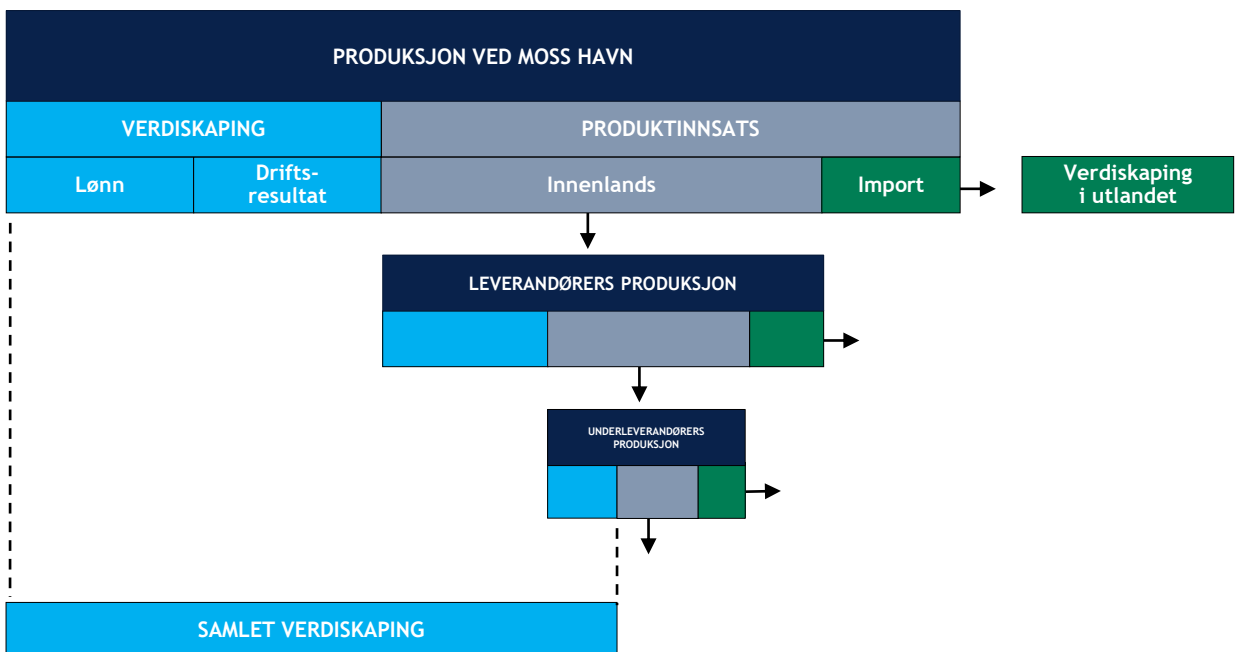 PRODUKSJON VED MOSS HAVN
VERDISKAPING
PRODUKTINNSATS
Lønn
Drifts-
resultat
Innenlands
Import
Verdiskaping
i utlandet
LEVERANDØRERS PRODUKSJON
UNDERLEVERANDØRERS
PRODUKSJON
SAMLET VERDISKAPING